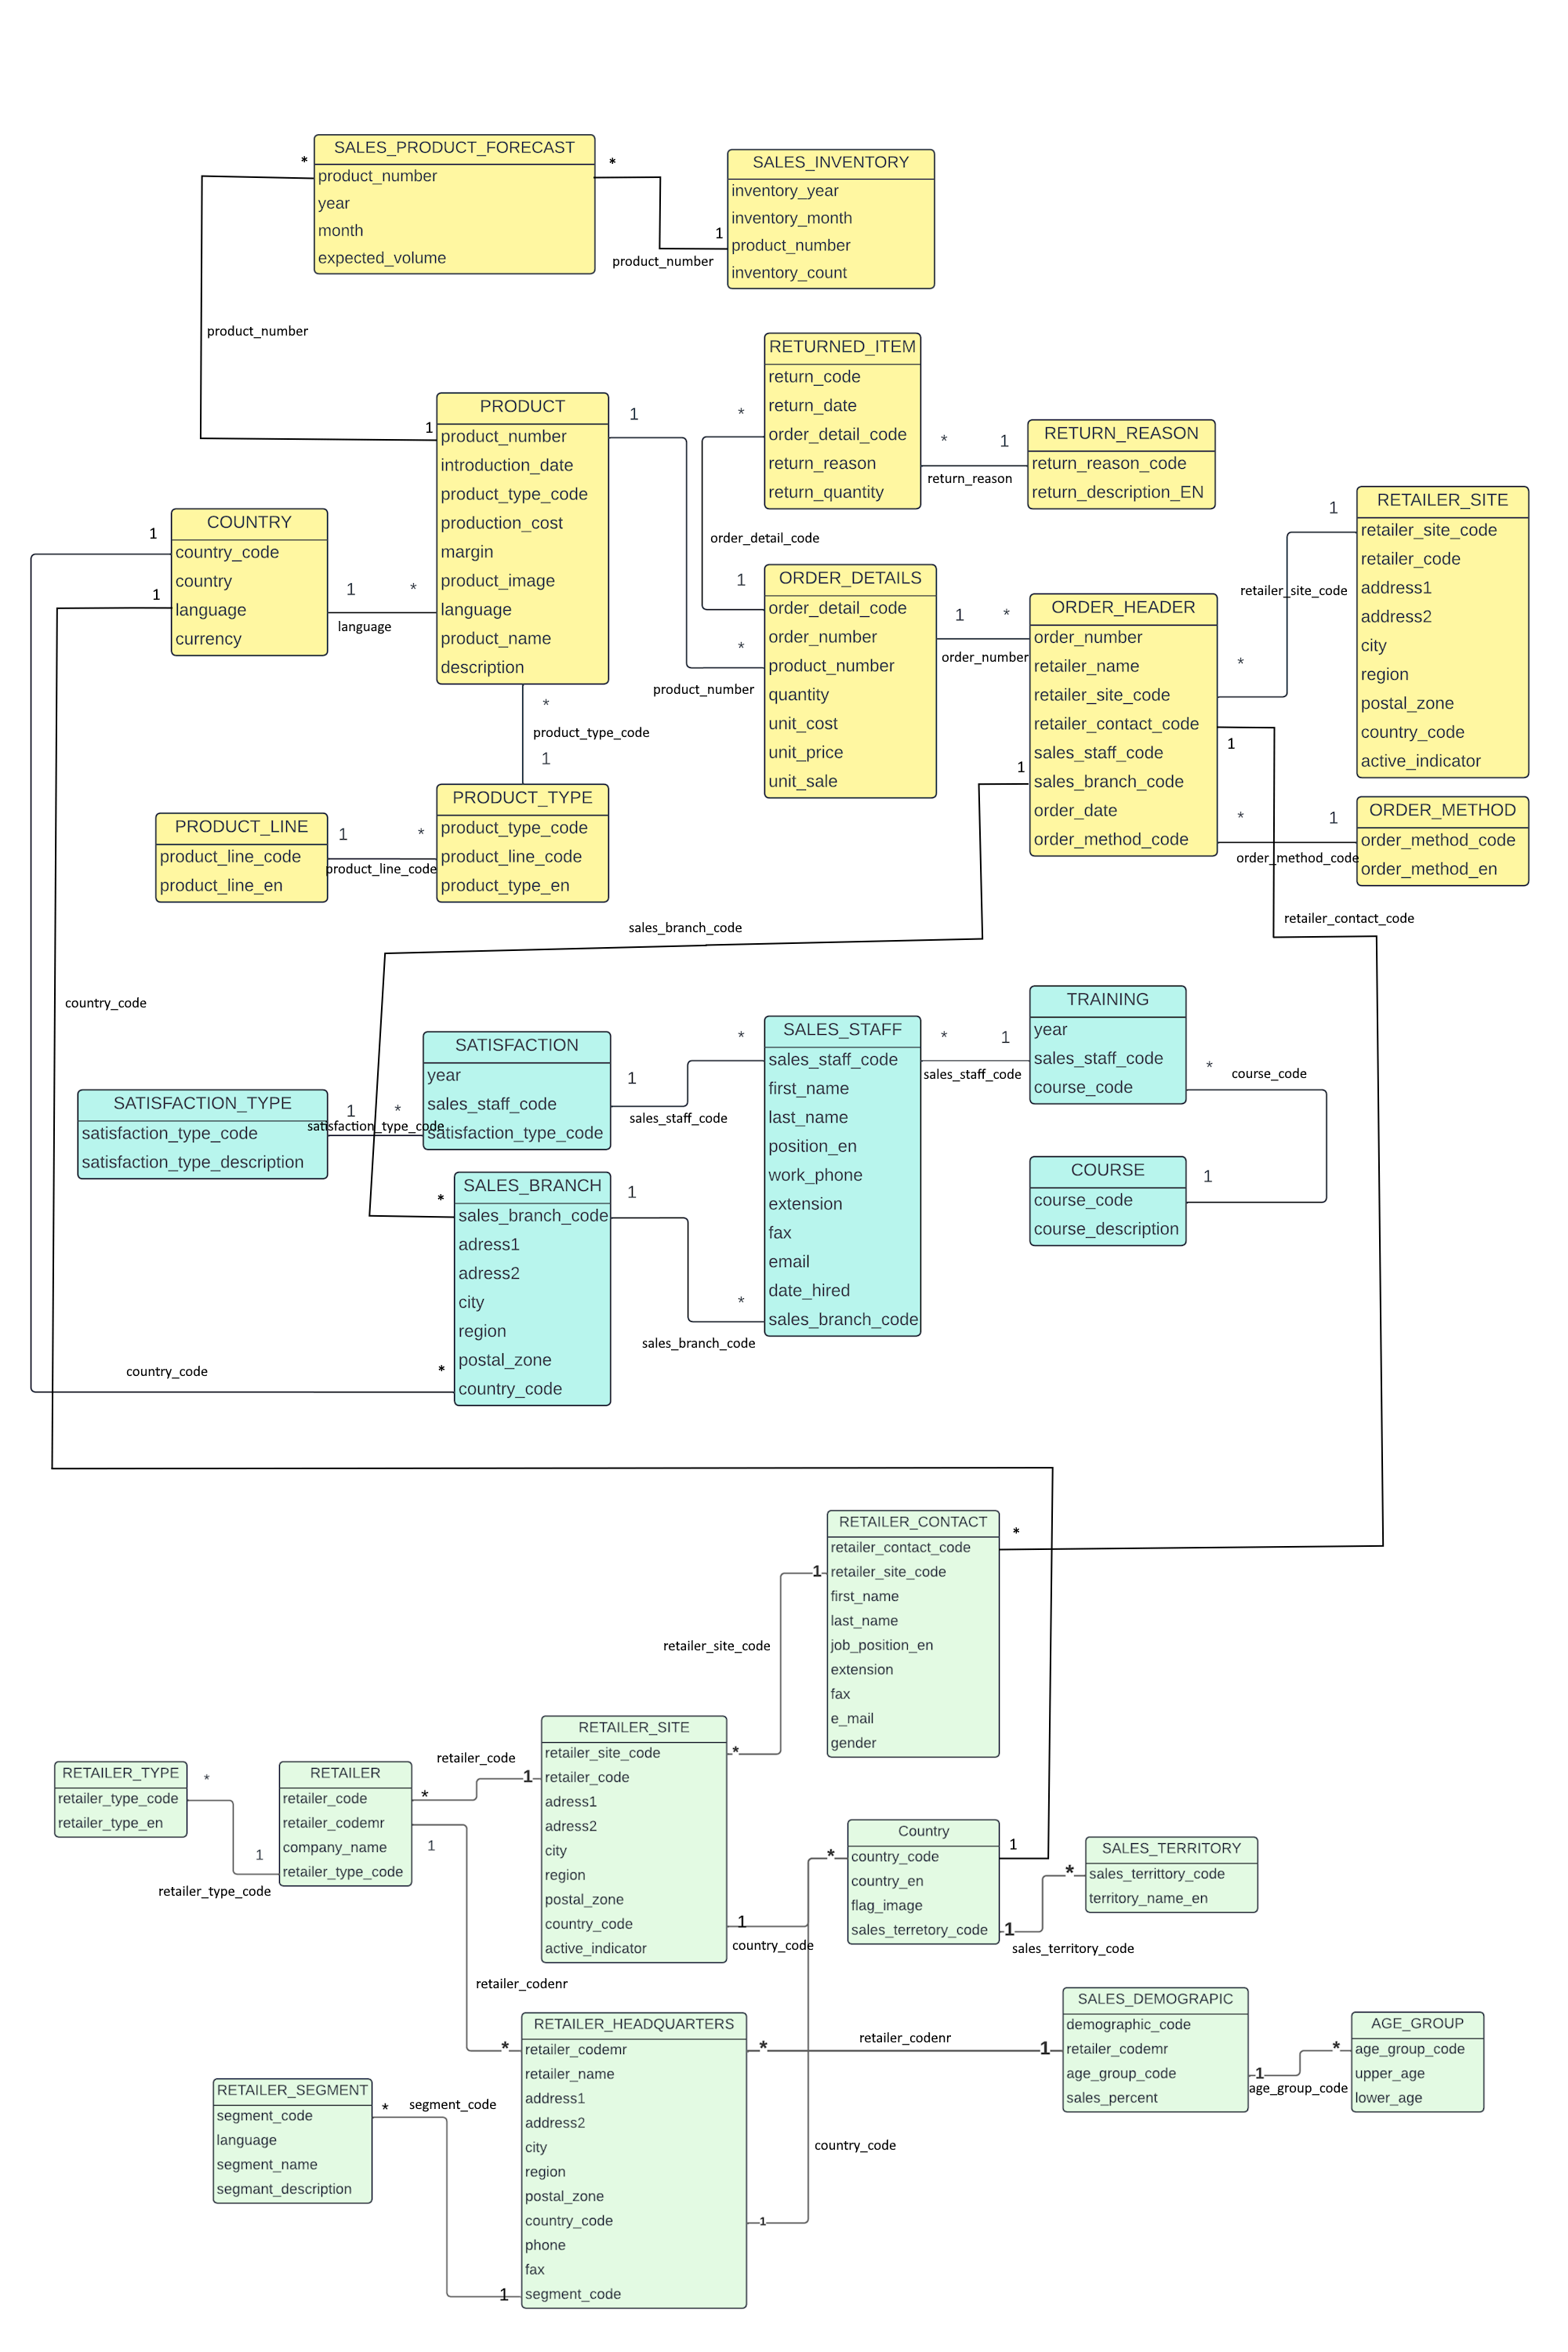 SALES_PRODUCT_FORECAST
*
product_number
year
month
expected_volume
*
SALES_INVENTORY
inventory_year
inventory_month
product_number
inventory_count
1
product_number
product_number
RETURNED_ITEM
return_code
return_date
order_detail_code
return_reason
return_quantity
*
PRODUCT
1
product_number
introduction_date
product_type_code
production_cost
margin
product_image
language
product_name
description
1
*
1
return_reason
RETURN_REASON
return_reason_code
return_description_EN
RETAILER_SITE
retailer_site_code
retailer_code
address1
address2
city
region
postal_zone
country_code
active_indicator
1
retailer_site_code
COUNTRY
country_code
country
language
currency
1
1
1
*
language
order_detail_code
1
ORDER_DETAILS
order_detail_code
order_number
product_number
quantity
unit_cost
unit_price
unit_sale
*
product_number
1
*
order_number
ORDER_HEADER
order_number
retailer_name
retailer_site_code
retailer_contact_code
sales_staff_code
sales_branch_code
order_date
order_method_code
*
1
1
*
1
order_method_code
ORDER_METHOD
order_method_code
order_method_en
*
product_type_code
1
PRODUCT_TYPE
product_type_code
product_line_code
product_type_en
PRODUCT_LINE
product_line_code
product_line_en
1
*
product_line_code
sales_branch_code
retailer_contact_code
country_code
TRAINING
year
sales_staff_code
course_code
*
course_code
SATISFACTION
year
sales_staff_code
satisfaction_type_code
1
*
sales_staff_code
SALES_STAFF
sales_staff_code
first_name
last_name
position_en
work_phone
extension
fax
email
date_hired
sales_branch_code
*
1
sales_staff_code
SATISFACTION_TYPE
satisfaction_type_code
satisfaction_type_description
1
*
satisfaction_type_code
COURSE
course_code
course_description
1
SALES_BRANCH
sales_branch_code
adress1
adress2
city
region
postal_zone
country_code
*
1
*
sales_branch_code
*
country_code
RETAILER_CONTACT
retailer_contact_code
retailer_site_code
first_name
last_name
job_position_en
extension
fax
e_mail
gender
*
1
retailer_site_code
RETAILER_SITE
retailer_site_code
retailer_code
adress1
adress2
city
region
postal_zone
country_code
active_indicator
*
retailer_code
1
*
RETAILER_TYPE
retailer_type_code
retailer_type_en
*
1
retailer_type_code
RETAILER
retailer_code
retailer_codemr
company_name
retailer_type_code
1
Country
country_code
country_en
flag_image
sales_terretory_code
*
1
1
country_code
1
*
sales_territory_code
SALES_TERRITORY
sales_territtory_code
territory_name_en
retailer_codenr
RETAILER_HEADQUARTERS
retailer_codemr
retailer_name
address1
address2
city
region
postal_zone
country_code
phone
fax
segment_code
*
*
retailer_codenr
1
SALES_DEMOGRAPIC
demographic_code
retailer_codemr
age_group_code
sales_percent
1
*
age_group_code
AGE_GROUP
age_group_code
upper_age
lower_age
RETAILER_SEGMENT
segment_code
language
segment_name
segmant_description
*
segment_code
country_code
1
1